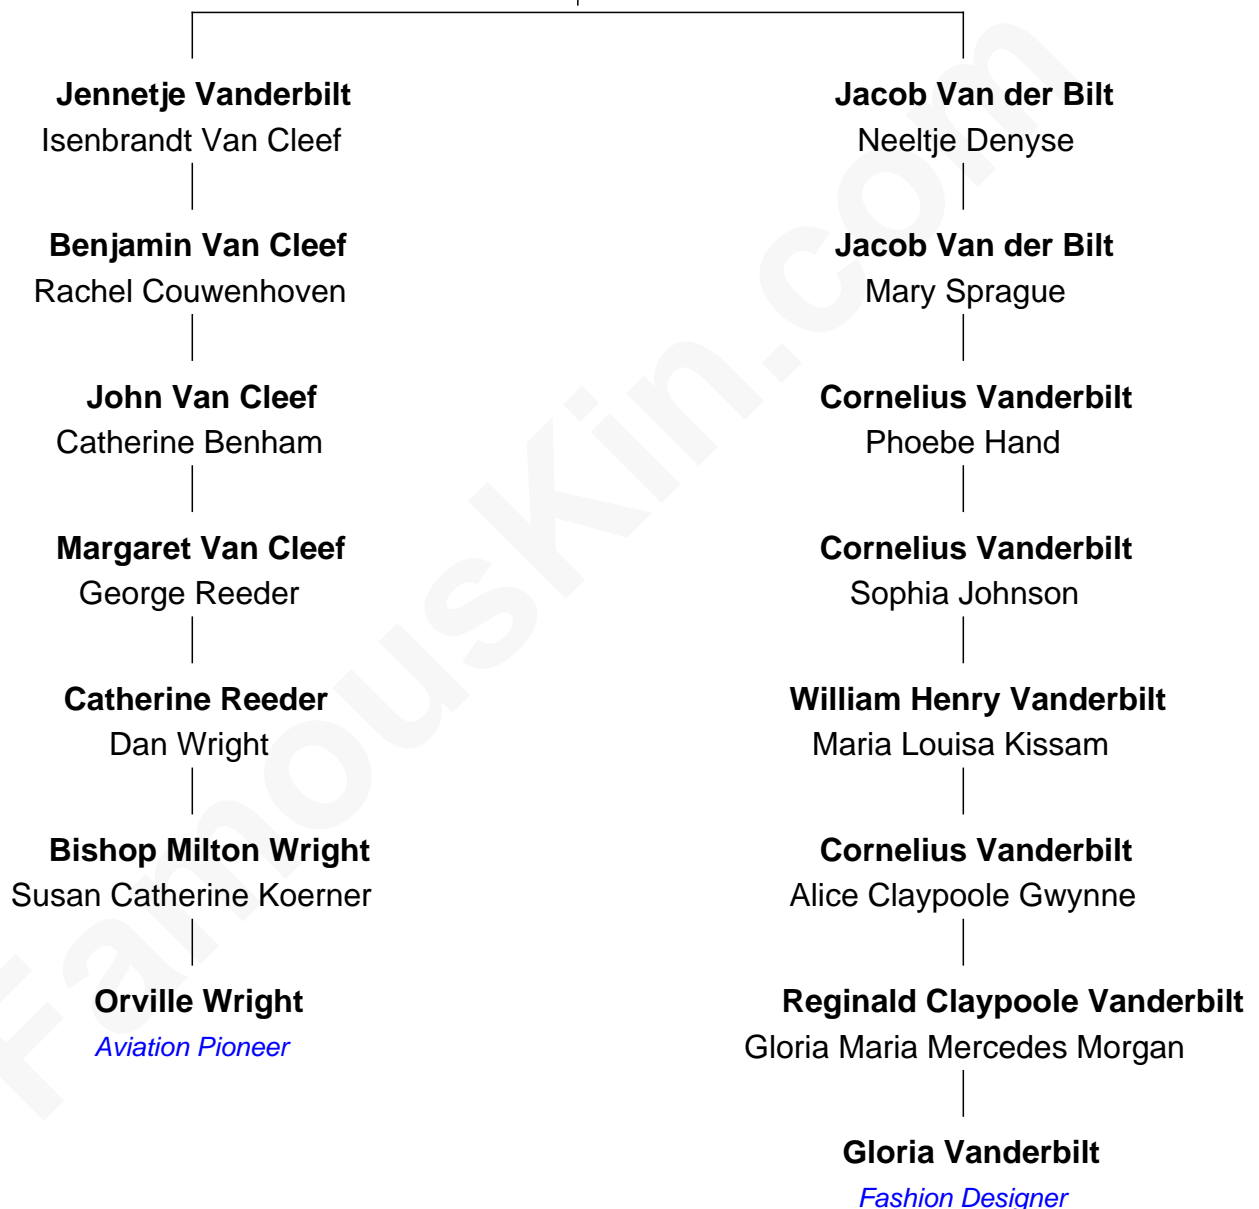 Jennetje Vanderbilt
Isenbrandt Van Cleef
Benjamin Van Cleef
Rachel Couwenhoven
John Van Cleef
Catherine Benham
Margaret Van Cleef
George Reeder
Catherine Reeder
Dan Wright
Bishop Milton Wright
Susan Catherine Koerner
Orville Wright
Aviation Pioneer
Jacob Van der Bilt
Neeltje Denyse
Jacob Van der Bilt
Mary Sprague
Cornelius Vanderbilt
Phoebe Hand
Cornelius Vanderbilt
Sophia Johnson
William Henry Vanderbilt
Maria Louisa Kissam
Cornelius Vanderbilt
Alice Claypoole Gwynne
Reginald Claypoole Vanderbilt
Gloria Maria Mercedes Morgan
Gloria Vanderbilt
Fashion Designer
FamousKin.com